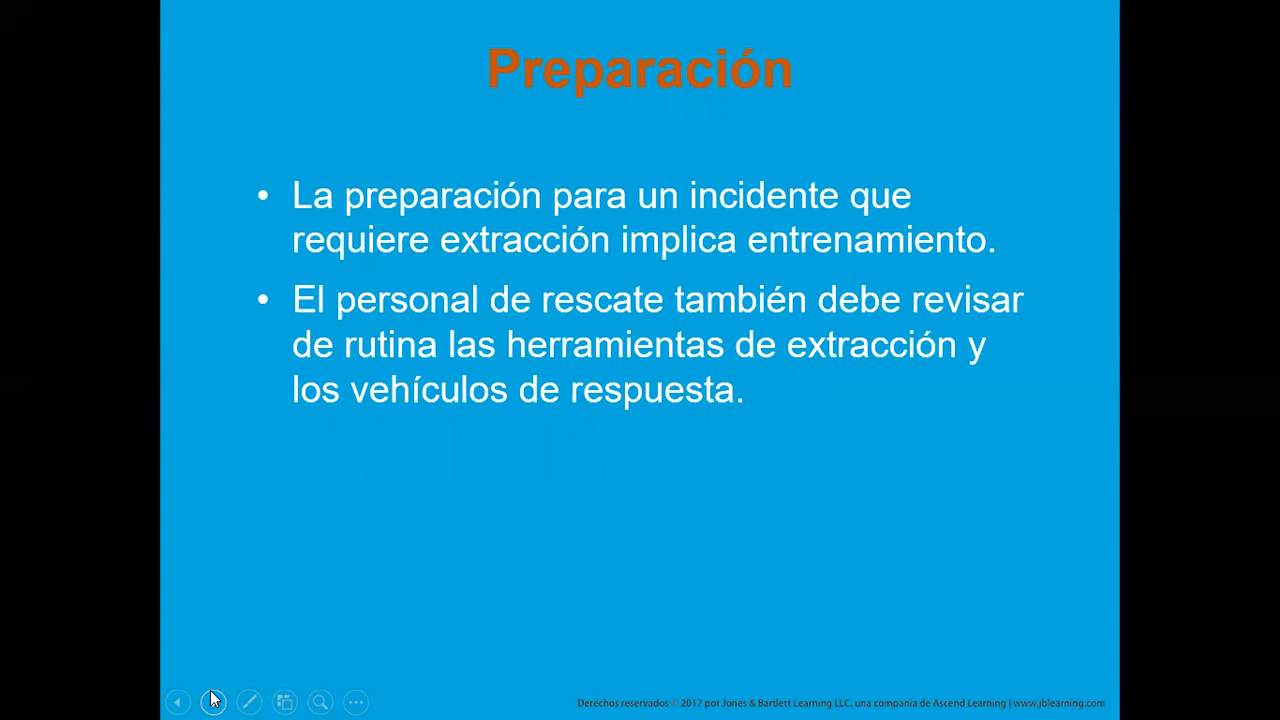 Preparación
• La preparación para un incidente que
requiere extracción implica entrenamiento.
• El personal de rescate también debe revisar
de rutina las herramientas de extracción y
los vehículos de respuesta.
Derechos reservados © 2017 por Jones & Bartlett Learning LLC. una compania de Ascend Learning | www.jblearning.com